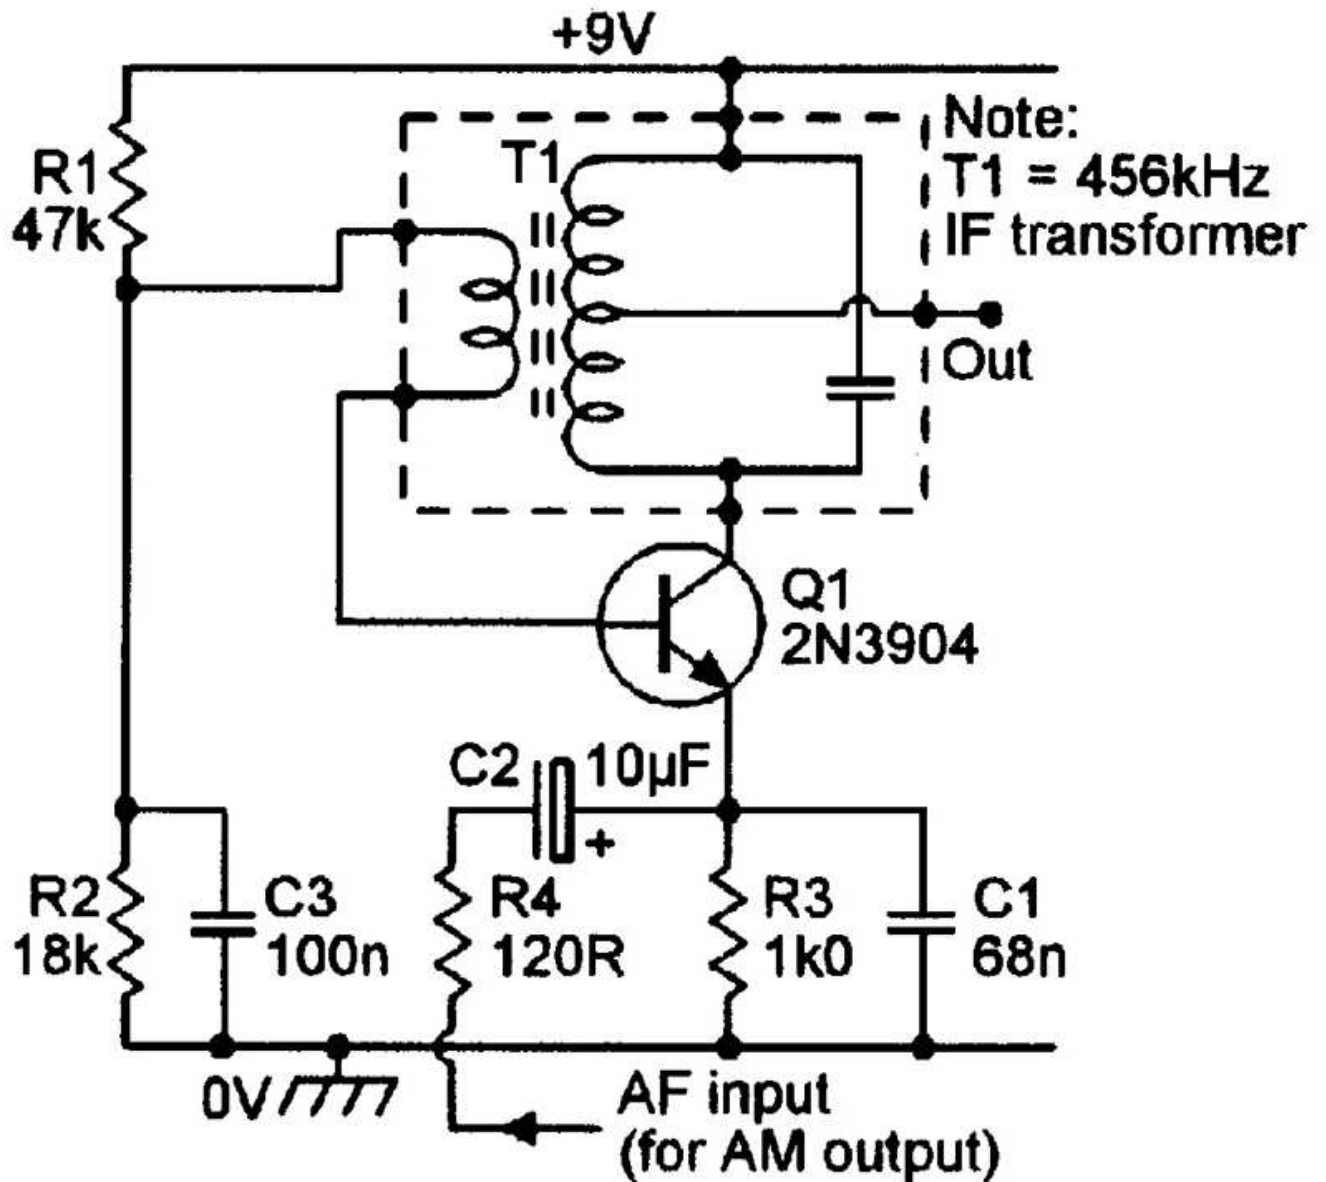 +9V
Note:
T1 = 456kHz
IF transformer
T1
R1
47k
Out
Q1
2N3904
C2
10µF
+
R2
18k
C3
100n
R4
120R
R3
1k0
C1
68n
0V
AF input
(for AM output)